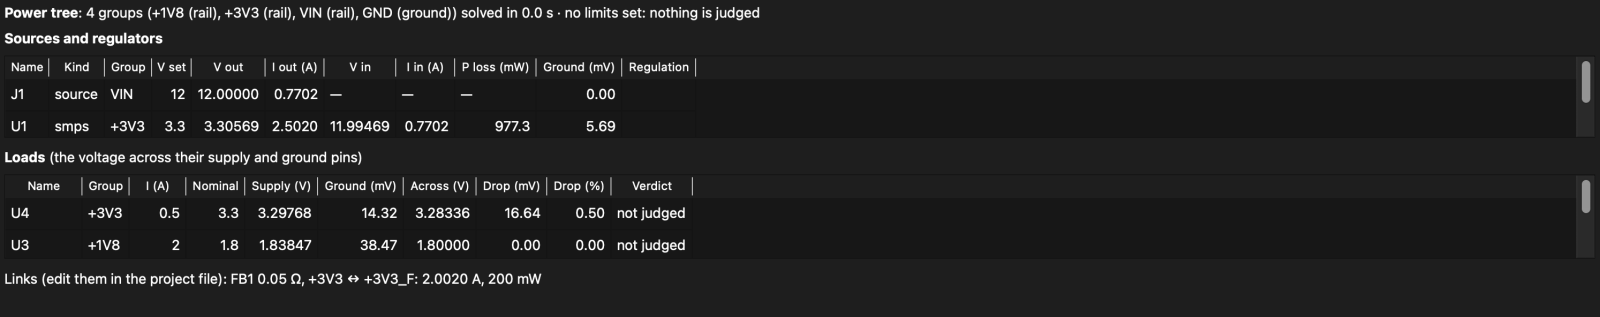 Power tree: 4 groups (+1V8 (rail), +3V3 (rail), VIN (rail), GND (ground)) solved in 0.0 s · no limits set: nothing is judged
Sources and regulators
Name Kind Group V set V out I out (A) V in I in (A) P loss (mW) Ground (mV) Regulation
J1 source VIN 12 12.00000 0.7702 — — — 0.00
U1 smps +3V3 3.3 3.30569 2.5020 11.99469 0.7702 977.3 5.69
Loads (the voltage across their supply and ground pins)
Name Group I (A) Nominal Supply (V) Ground (mV) Across (V) Drop (mV) Drop (%) Verdict
U4 +3V3 0.5 3.3 3.29768 14.32 3.28336 16.64 0.50 not judged
U3 +1V8 2 1.8 1.83847 38.47 1.80000 0.00 0.00 not judged
Links (edit them in the project file): FB1 0.05 Ω, +3V3 ↔ +3V3_F: 2.0020 A, 200 mW